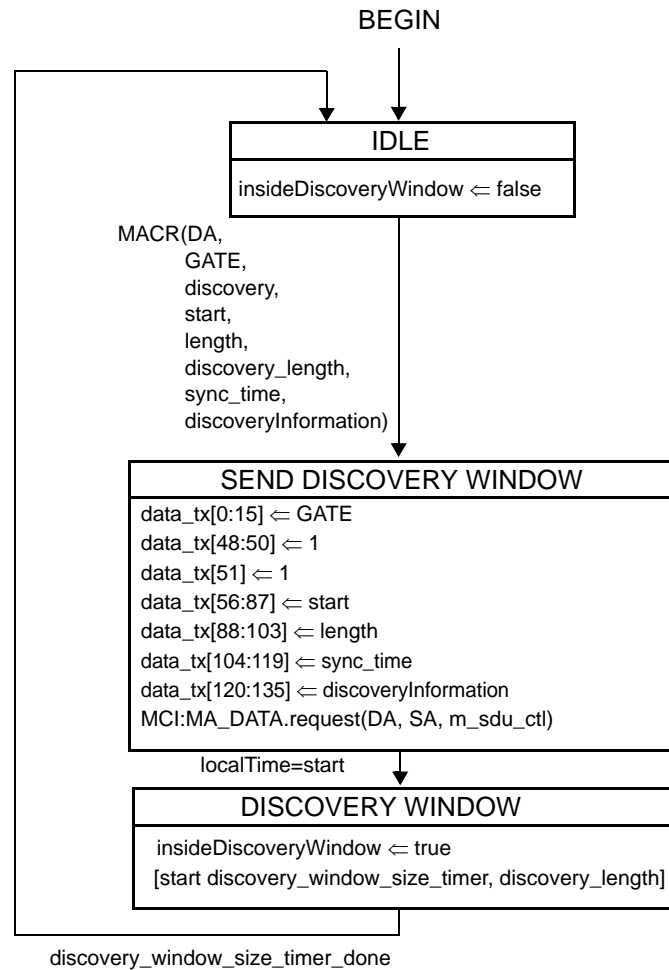 BEGIN
IDLE
insideDiscoveryWindow ⇐ false
MACR(DA,
GATE,
discovery,
start,
length,
discovery_length,
sync_time,
discoveryInformation)
SEND DISCOVERY WINDOW
data_tx[0:15] ⇐ GATE
data_tx[48:50] ⇐ 1
data_tx[51] ⇐ 1
data_tx[56:87] ⇐ start
data_tx[88:103] ⇐ length
data_tx[104:119] ⇐ sync_time
data_tx[120:135] ⇐ discoveryInformation
MCI:MA_DATA.request(DA, SA, m_sdu_ctl)
localTime=start
DISCOVERY WINDOW
insideDiscoveryWindow ⇐ true
[start discovery_window_size_timer, discovery_length]
discovery_window_size_timer_done